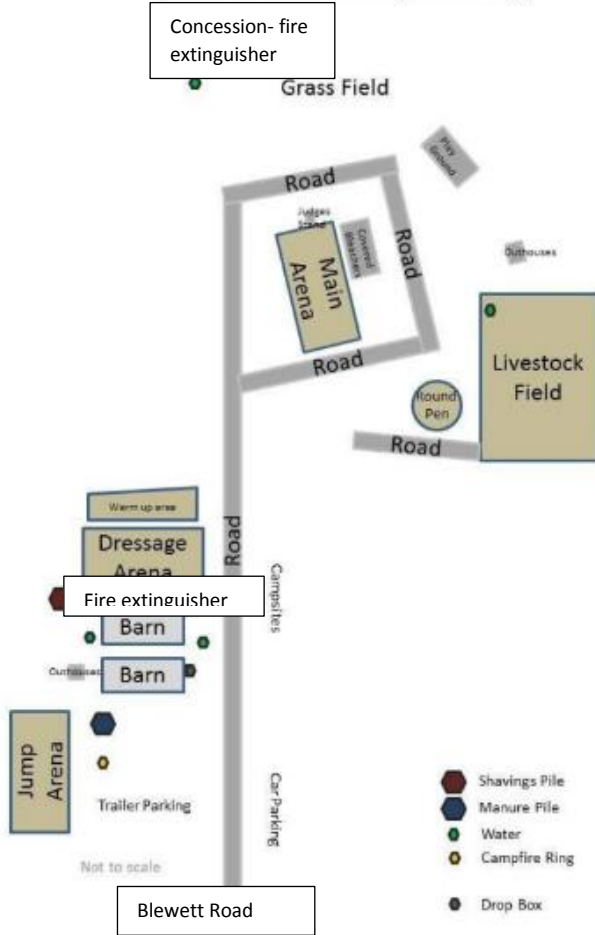 Concession- fire
extinguisher
Grass Field
Play
Ground
Road
Judges
Stand
Covered
Bleachers
Main
Arena
Road
Outhouses
Road
Livestock
Field
Round
Pen
Road
Warm up area
Dressage
Arena
Road
Campsites
Fire extinguisher
Barn
Outhouses
Barn
Jump
Arena
Trailer Parking
Car Parking
Not to scale
Blewett Road
Shavings Pile
Manure Pile
Water
Campfire Ring
Drop Box